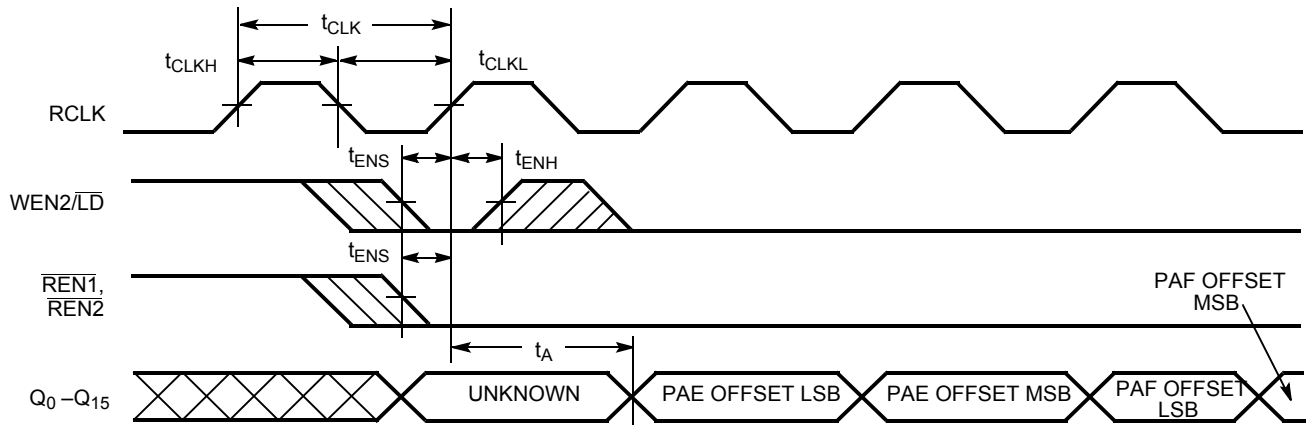 tCLK
tCLKH
tCLKL
RCLK
tENS
tENH
WEN2/LD
tENS
REN1,
REN2
PAF OFFSET
MSB
tA
Q0 –Q15
UNKNOWN
PAE OFFSET LSB
PAE OFFSET MSB
PAF OFFSET
LSB